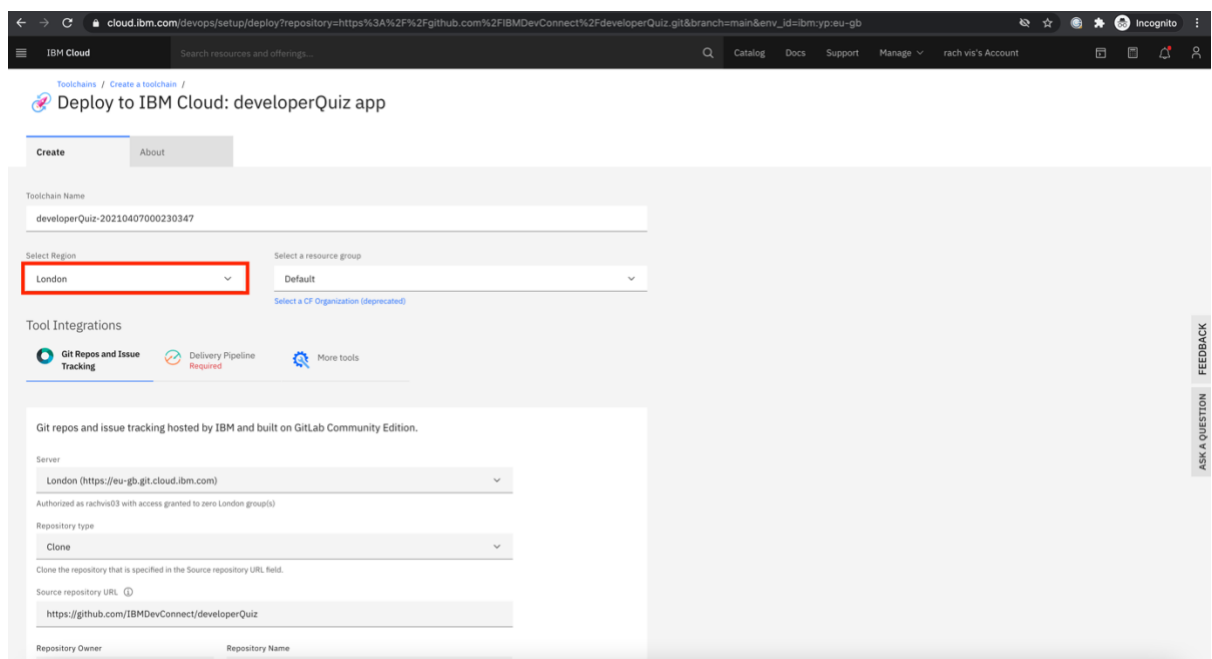 cloud.ibm.com/devops/setup/deploy?repository=https%3A%2F%2Fgithub.com%2FIBMDevConnect%2FdeveloperQuiz.git&branch=main&env_id=ibm:yp:eu-gb
Incognito
IBM Cloud
Search resources and offerings...
Catalog
Docs
Support
Manage
rach vis's Account
Toolchains / Create a toolchain /
Deploy to IBM Cloud: developerQuiz app
Create
About
Toolchain Name
developerQuiz-20210407000230347
Select Region
Select a resource group
London
Default
Select a CF Organization (deprecated)
Tool Integrations
Git Repos and Issue
Tracking
Delivery Pipeline
Required
More tools
Git repos and issue tracking hosted by IBM and built on GitLab Community Edition.
Server
London (https://eu-gb.git.cloud.ibm.com)
Authorized as rachvis03 with access granted to zero London group(s)
Repository type
Clone
Clone the repository that is specified in the Source repository URL field.
Source repository URL
https://github.com/IBMDevConnect/developerQuiz
Repository Owner
Repository Name
FEEDBACK
ASK A QUESTION